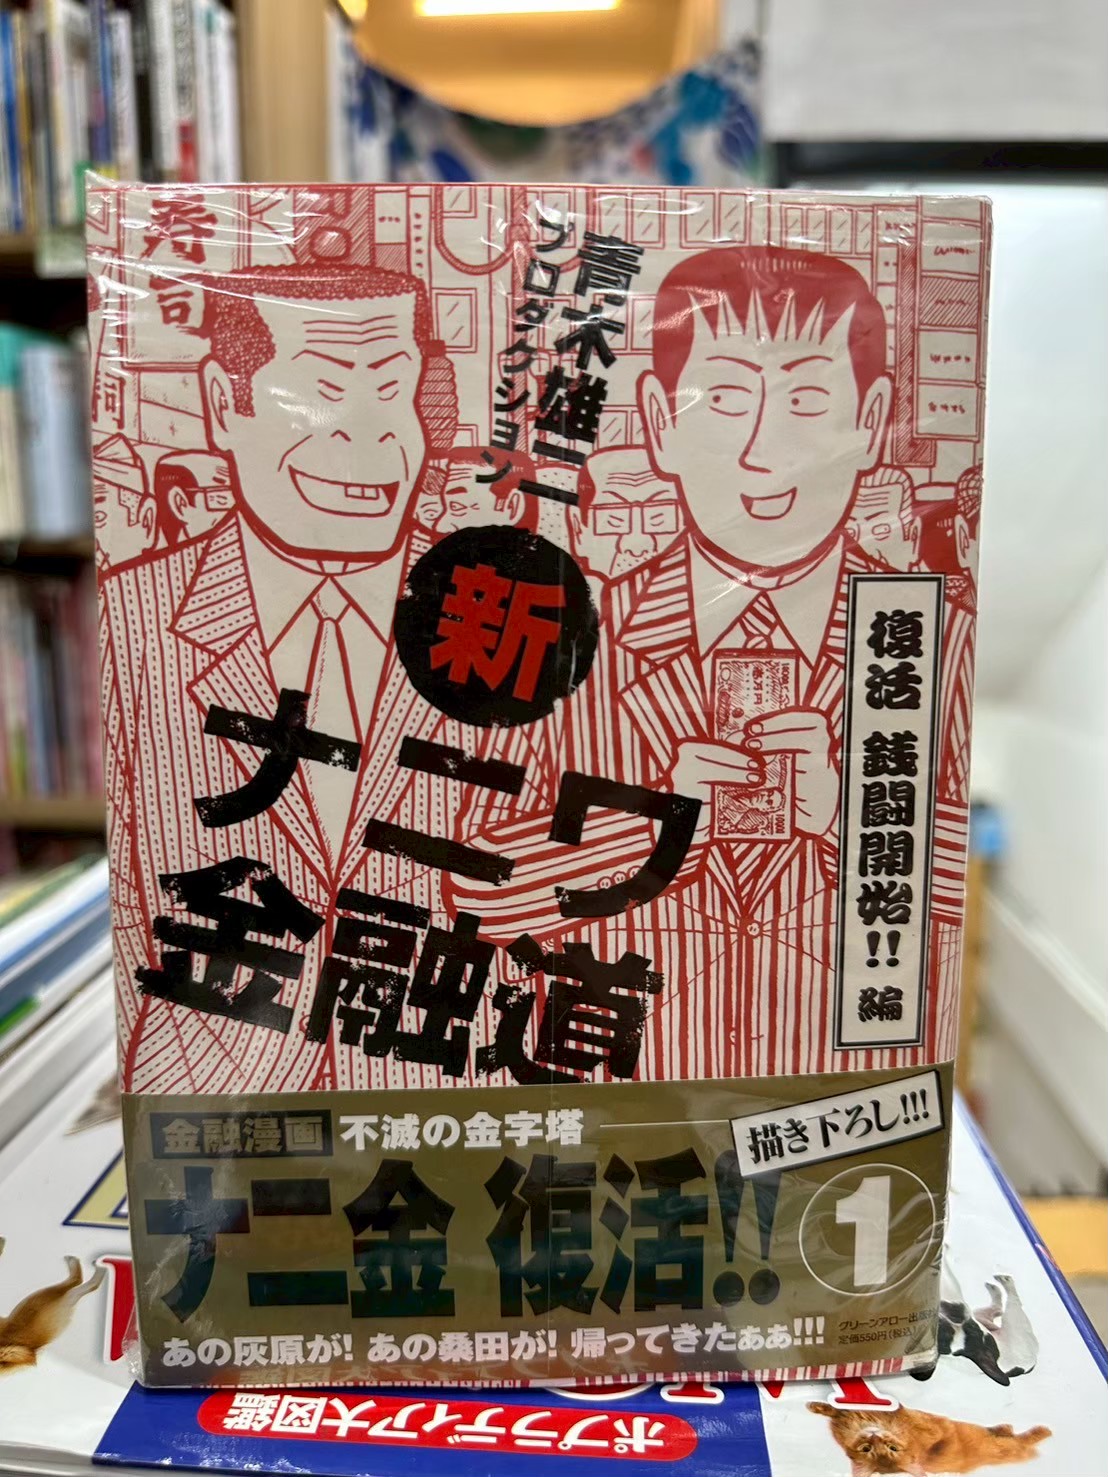 寿司
青木雄二
プロダクション
新
ナニワ
金融道
復活 銭闘開始!! 編
金融漫画 不滅の金字塔
描き下ろし!!!
ナニ金 復活!!
1
あの灰原が! あの桑田が! 帰ってきたぁぁ!!!
グリーンアロー出版社
定価550円(税込)
ポプラディア大図鑑